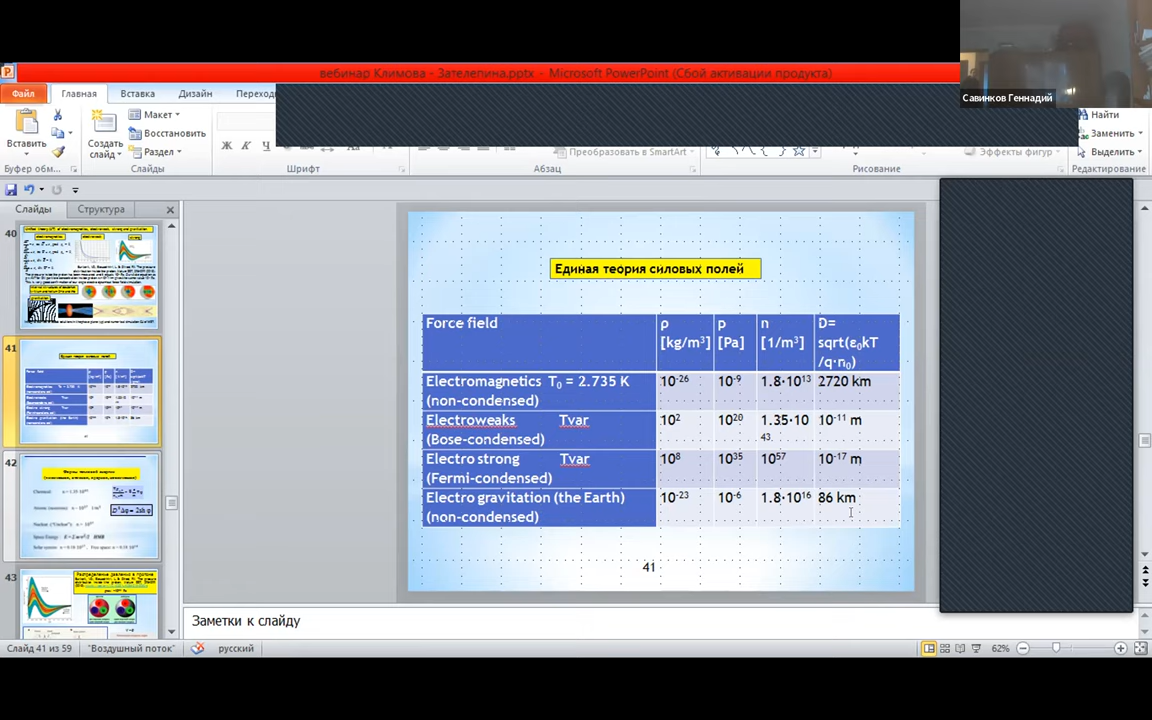 вебинар Климова - Зателепина.pptx - Microsoft PowerPoint (Сбой активации продукта)
Савинков Геннадий
Файл Главная Вставка Дизайн Переходы
Вставить
Создать слайд
Макет
Восстановить
Раздел
Ж К Ч
Преобразовать в SmartArt
Эффекты фигур
Найти
Заменить
Выделить
Буфер обм... Слайды Шрифт Абзац Рисование Редактирование
Слайды Структура
40
41
42
43
Единая теория силовых полей
Force field ρ [kg/m³] p [Pa] n [1/m³] D= sqrt(ε₀kT /q·n₀)
Electromagnetics T₀ = 2.735 K (non-condensed) 10⁻²⁶ 10⁻⁹ 1.8·10¹³ 2720 km
Electroweaks Tvar (Bose-condensed) 10² 10²⁰ 1.35·10⁴³ 10⁻¹¹ m
Electro strong Tvar (Fermi-condensed) 10⁸ 10³⁵ 10⁵⁷ 10⁻¹⁷ m
Electro gravitation (the Earth) (non-condensed) 10⁻²³ 10⁻⁶ 1.8·10¹⁶ 86 km
41
Заметки к слайду
Слайд 41 из 59 "Воздушный поток" русский 62%